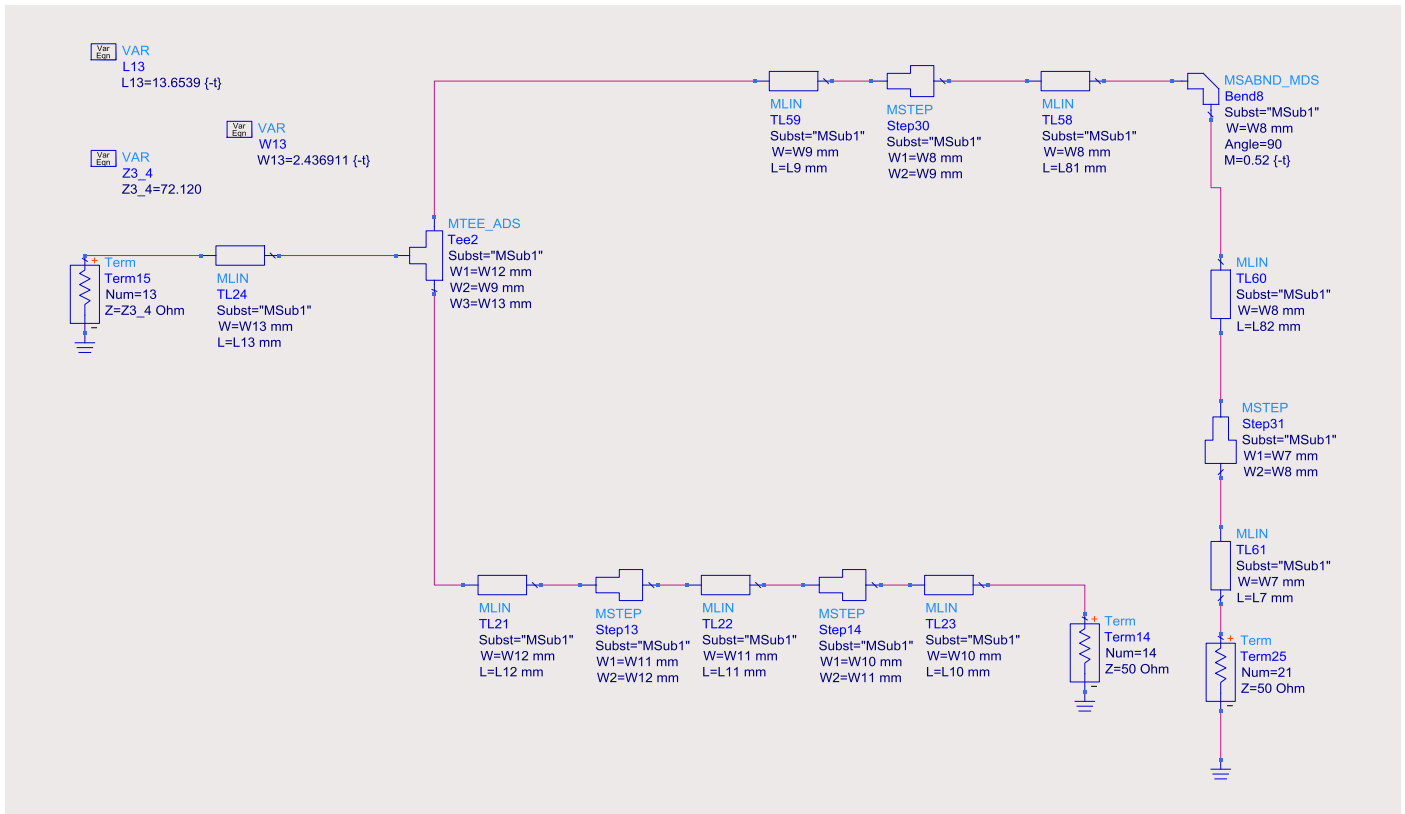 Var
Eqn
VAR
L13
L13=13.6539 {-t}
Var
Eqn
VAR
W13
W13=2.436911 {-t}
Var
Eqn
VAR
Z3_4
Z3_4=72.120
+
Term
Term15
Num=13
Z=Z3_4 Ohm
-
MLIN
TL24
Subst="MSub1"
W=W13 mm
L=L13 mm
MTEE_ADS
Tee2
Subst="MSub1"
W1=W12 mm
W2=W9 mm
W3=W13 mm
MLIN
TL59
Subst="MSub1"
W=W9 mm
L=L9 mm
MSTEP
Step30
Subst="MSub1"
W1=W8 mm
W2=W9 mm
MLIN
TL58
Subst="MSub1"
W=W8 mm
L=L81 mm
MSABND_MDS
Bend8
Subst="MSub1"
W=W8 mm
Angle=90
M=0.52 {-t}
MLIN
TL60
Subst="MSub1"
W=W8 mm
L=L82 mm
MSTEP
Step31
Subst="MSub1"
W1=W7 mm
W2=W8 mm
MLIN
TL61
Subst="MSub1"
W=W7 mm
L=L7 mm
+
Term
Term25
Num=21
Z=50 Ohm
-
MLIN
TL21
Subst="MSub1"
W=W12 mm
L=L12 mm
MSTEP
Step13
Subst="MSub1"
W1=W11 mm
W2=W12 mm
MLIN
TL22
Subst="MSub1"
W=W11 mm
L=L11 mm
MSTEP
Step14
Subst="MSub1"
W1=W10 mm
W2=W11 mm
MLIN
TL23
Subst="MSub1"
W=W10 mm
L=L10 mm
+
Term
Term14
Num=14
Z=50 Ohm
-